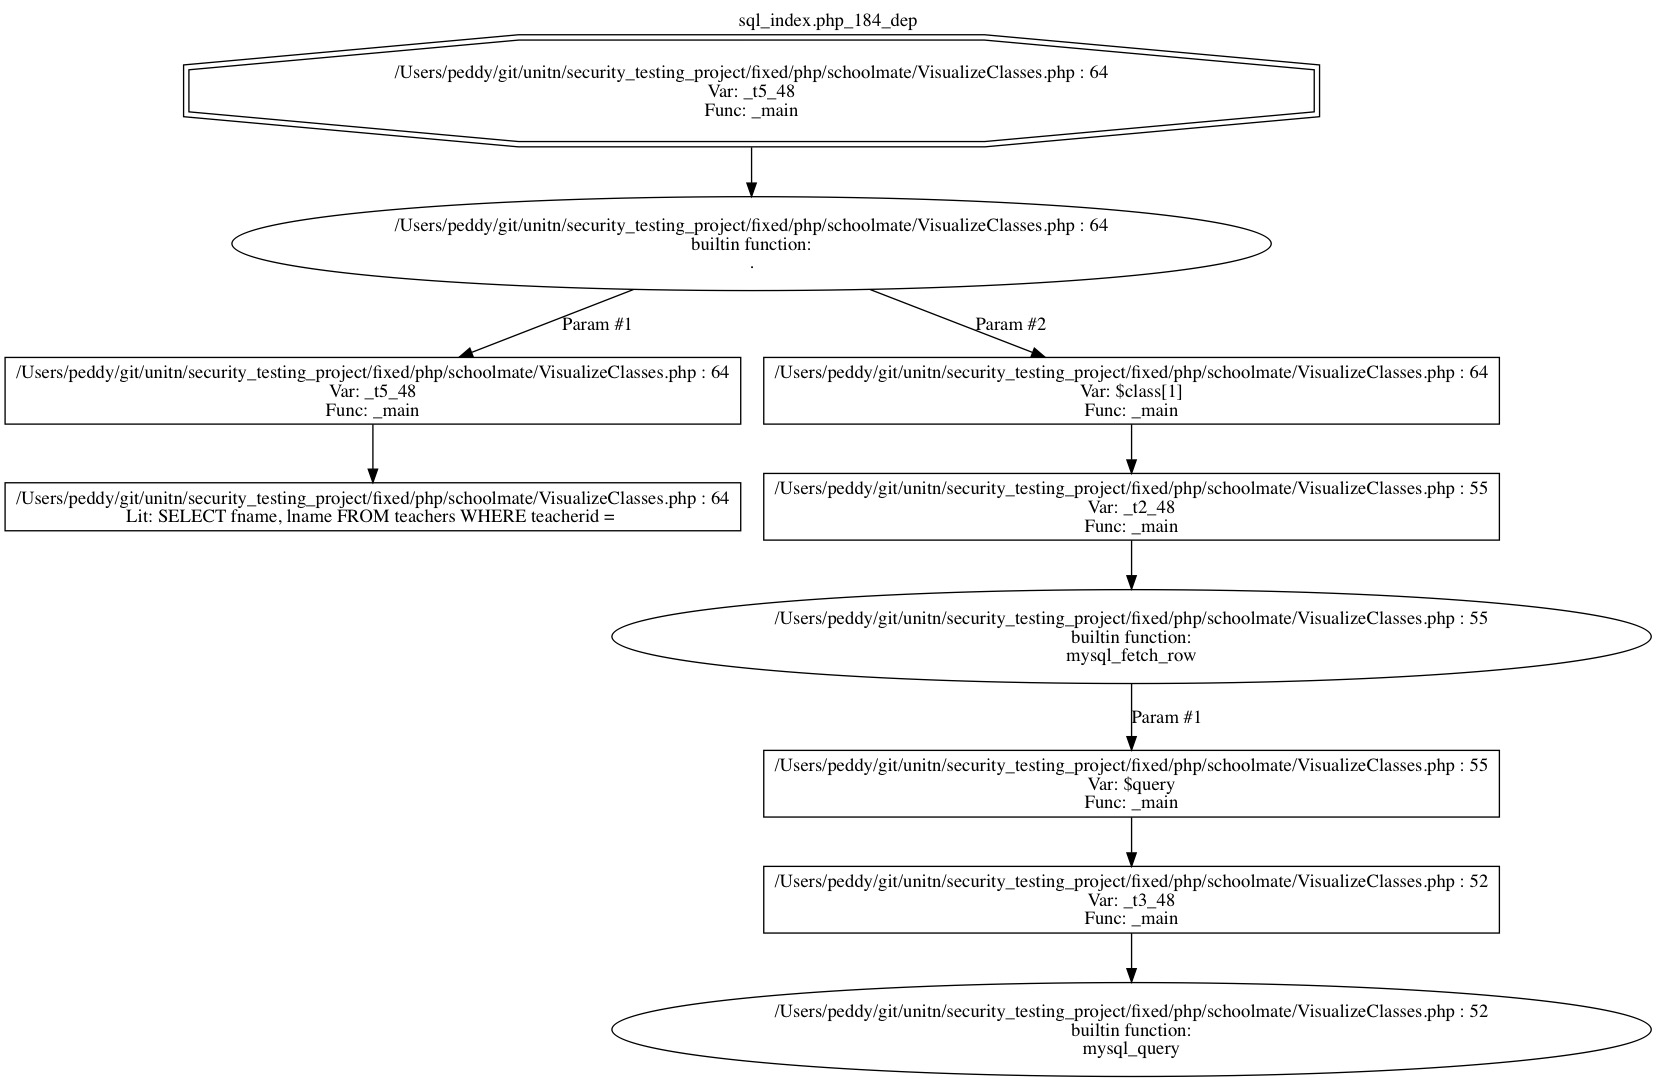 sql_index.php_184_dep
/Users/peddy/git/unitn/security_testing_project/fixed/php/schoolmate/VisualizeClasses.php : 64
Var: _t5_48
Func: _main
/Users/peddy/git/unitn/security_testing_project/fixed/php/schoolmate/VisualizeClasses.php : 64
builtin function:
.
Param #1
Param #2
/Users/peddy/git/unitn/security_testing_project/fixed/php/schoolmate/VisualizeClasses.php : 64
Var: _t5_48
Func: _main
/Users/peddy/git/unitn/security_testing_project/fixed/php/schoolmate/VisualizeClasses.php : 64
Var: $class[1]
Func: _main
/Users/peddy/git/unitn/security_testing_project/fixed/php/schoolmate/VisualizeClasses.php : 64
Lit: SELECT fname, lname FROM teachers WHERE teacherid =
/Users/peddy/git/unitn/security_testing_project/fixed/php/schoolmate/VisualizeClasses.php : 55
Var: _t2_48
Func: _main
/Users/peddy/git/unitn/security_testing_project/fixed/php/schoolmate/VisualizeClasses.php : 55
builtin function:
mysql_fetch_row
Param #1
/Users/peddy/git/unitn/security_testing_project/fixed/php/schoolmate/VisualizeClasses.php : 55
Var: $query
Func: _main
/Users/peddy/git/unitn/security_testing_project/fixed/php/schoolmate/VisualizeClasses.php : 52
Var: _t3_48
Func: _main
/Users/peddy/git/unitn/security_testing_project/fixed/php/schoolmate/VisualizeClasses.php : 52
builtin function:
mysql_query